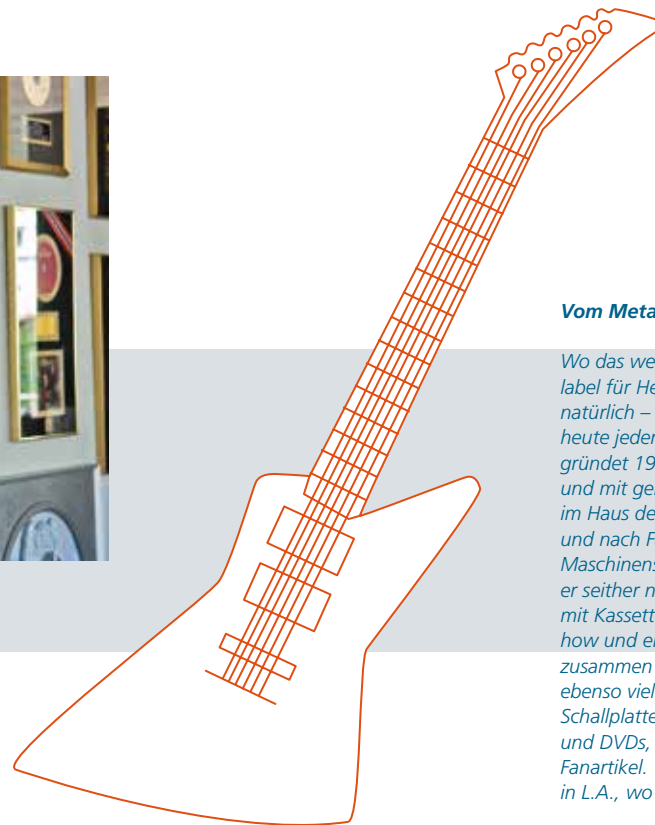 Vom Meta
Wo das we
label für He
natürlich –
heute jeder
gründet 19
und mit ge
im Haus de
und nach F
Maschinens
er seither n
mit Kassett
how und e
zusammen
ebenso viel
Schallplatte
und DVDs,
Fanartikel.
in L.A., wo